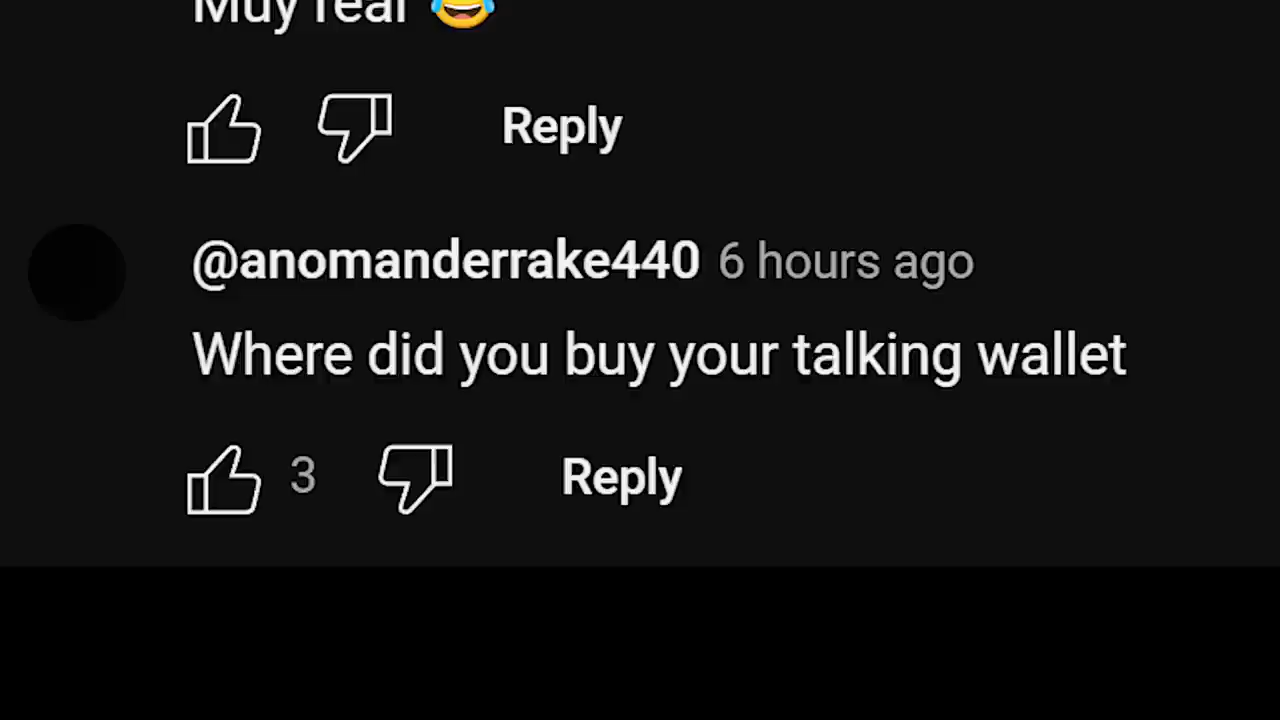 Muy real 😂
Reply
@anomanderrake440 6 hours ago
Where did you buy your talking wallet
3
Reply